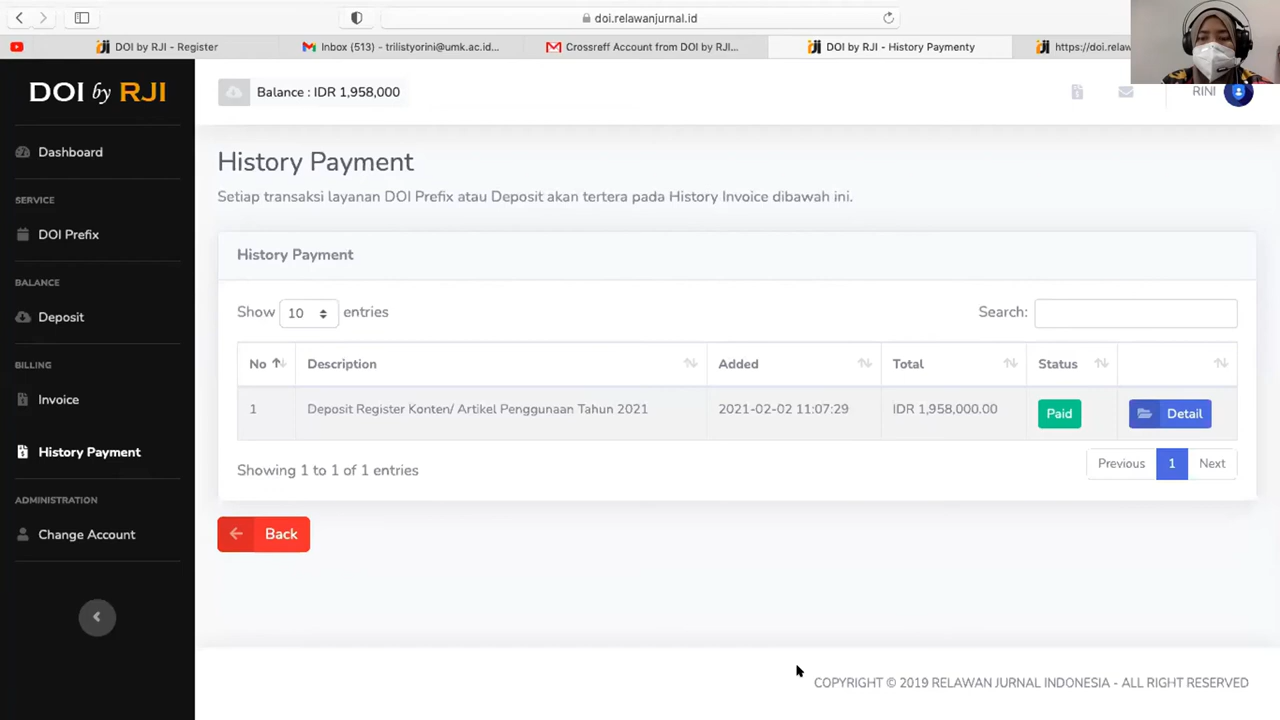 doi.relawanjurnal.id
DOI by RJI - Register
Inbox (513) - trilistyorini@umk.ac.id...
Crossreff Account from DOI by RJI...
DOI by RJI - History Paymenty
https://doi.relaw
DOI by RJI
Balance : IDR 1,958,000
RINI
Dashboard
SERVICE
DOI Prefix
BALANCE
Deposit
BILLING
Invoice
History Payment
ADMINISTRATION
Change Account
History Payment
Setiap transaksi layanan DOI Prefix atau Deposit akan tertera pada History Invoice dibawah ini.
History Payment
Show 10 entries
Search:
No Description Added Total Status
1 Deposit Register Konten/ Artikel Penggunaan Tahun 2021 2021-02-02 11:07:29 IDR 1,958,000.00 Paid Detail
Showing 1 to 1 of 1 entries
Previous 1 Next
Back
COPYRIGHT © 2019 RELAWAN JURNAL INDONESIA - ALL RIGHT RESERVED